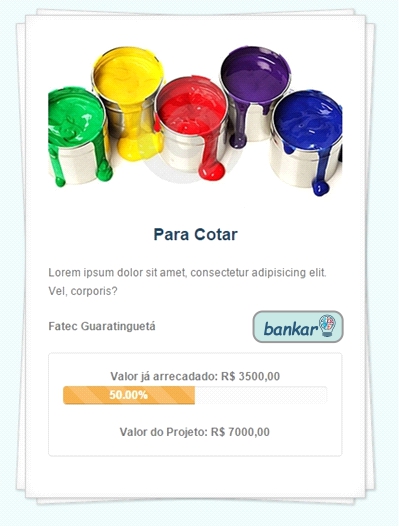 Para Cotar
Lorem ipsum dolor sit amet, consectetur adipisicing elit.
Vel, corporis?
Fatec Guaratinguetá
bankar
Valor já arrecadado: R$ 3500,00
50.00%
Valor do Projeto: R$ 7000,00